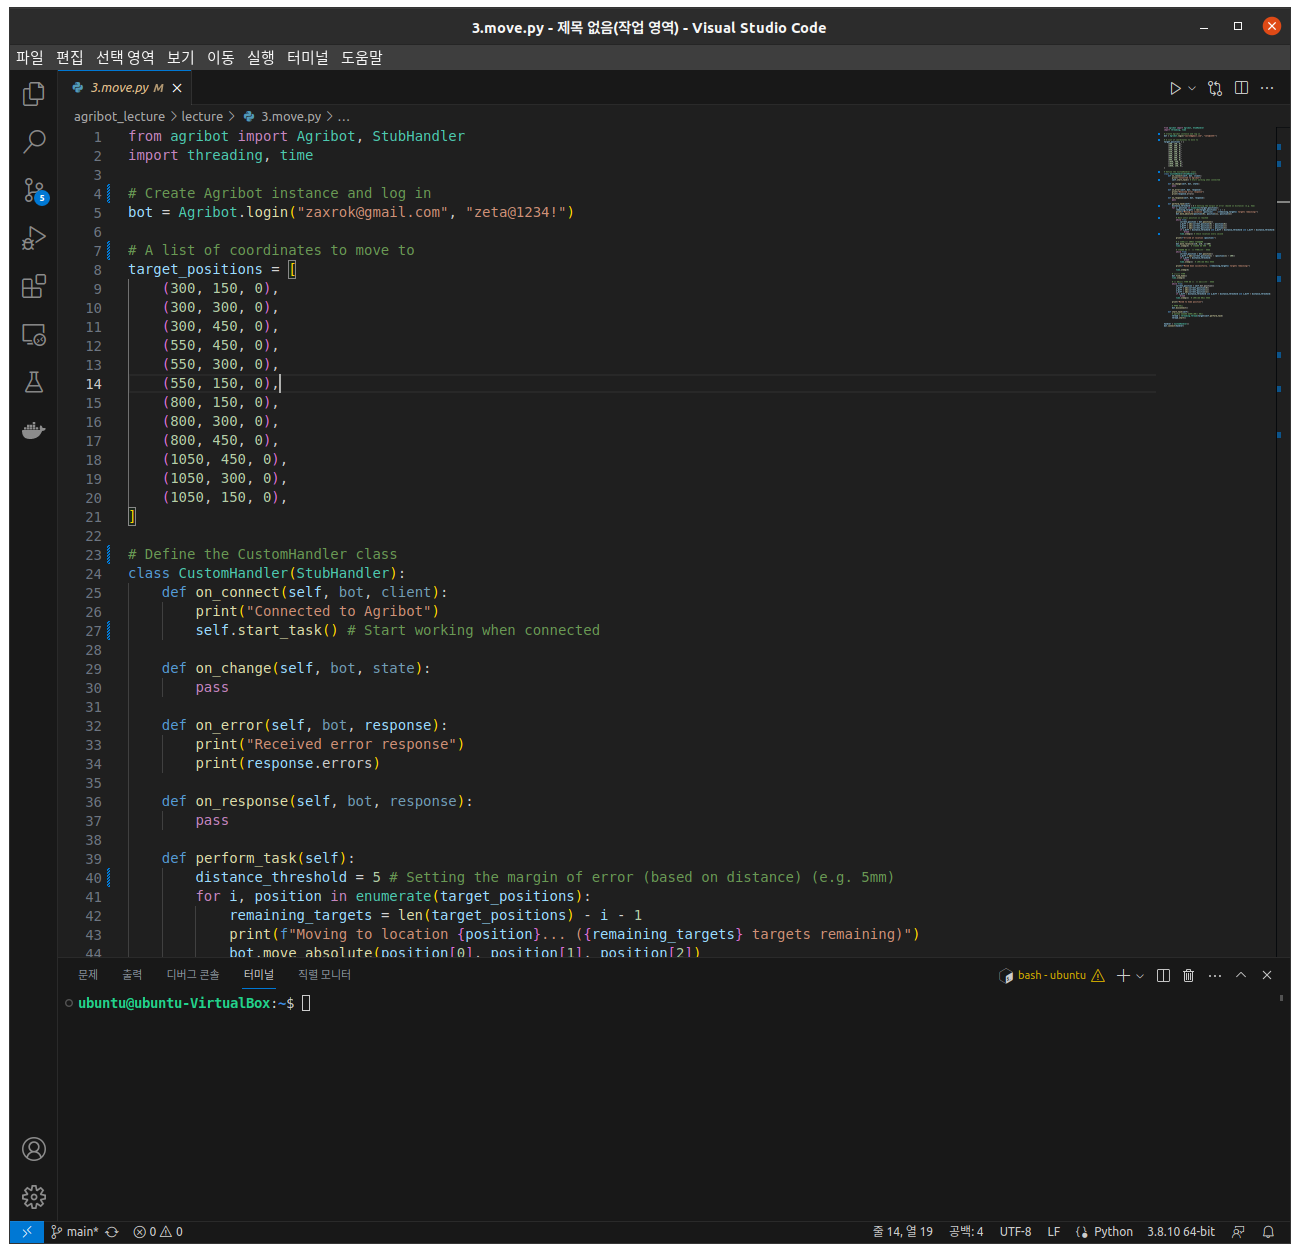 3.move.py - 제목 없음(작업 영역) - Visual Studio Code
파일 편집 선택 영역 보기 이동 실행 터미널 도움말
3.move.py M
agribot_lecture > lecture > 3.move.py > ...
1 from agribot import Agribot, StubHandler
2 import threading, time
3
4 # Create Agribot instance and log in
5 bot = Agribot.login("zaxrok@gmail.com", "zeta@1234!")
6
7 # A list of coordinates to move to
8 target_positions = [
9 (300, 150, 0),
10 (300, 300, 0),
11 (300, 450, 0),
12 (550, 450, 0),
13 (550, 300, 0),
14 (550, 150, 0),
15 (800, 150, 0),
16 (800, 300, 0),
17 (800, 450, 0),
18 (1050, 450, 0),
19 (1050, 300, 0),
20 (1050, 150, 0),
21 ]
22
23 # Define the CustomHandler class
24 class CustomHandler(StubHandler):
25 def on_connect(self, bot, client):
26 print("Connected to Agribot")
27 self.start_task() # Start working when connected
28
29 def on_change(self, bot, state):
30 pass
31
32 def on_error(self, bot, response):
33 print("Received error response")
34 print(response.errors)
35
36 def on_response(self, bot, response):
37 pass
38
39 def perform_task(self):
40 distance_threshold = 5 # Setting the margin of error (based on distance) (e.g. 5mm)
41 for i, position in enumerate(target_positions):
42 remaining_targets = len(target_positions) - i - 1
43 print(f"Moving to location {position}... ({remaining_targets} targets remaining)")
44 bot.move_absolute(position[0], position[1], position[2])
문제 출력 디버그 콘솔 터미널 직렬 모니터
bash - ubuntu
ubuntu@ubuntu-VirtualBox:~$
5
main* 0 0 줄 14, 열 19 공백: 4 UTF-8 LF Python 3.8.10 64-bit